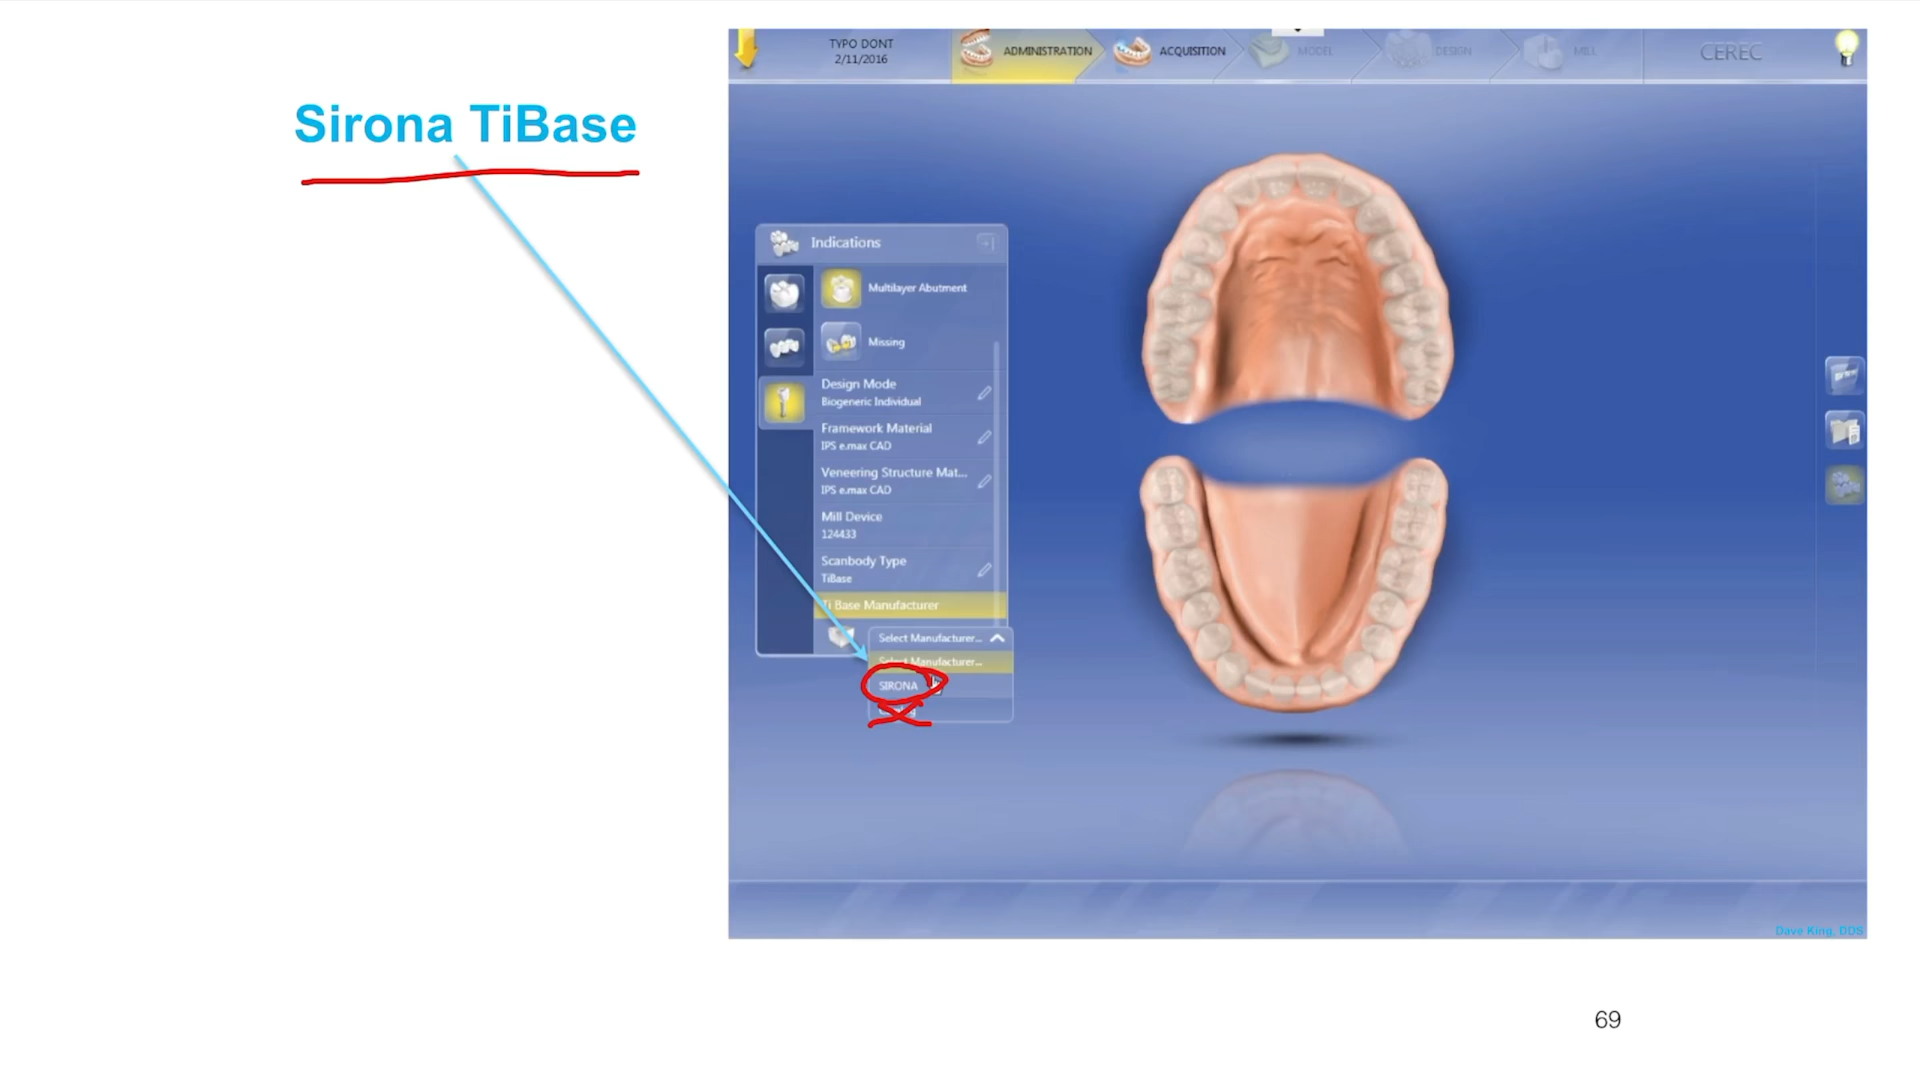 Sirona TiBase
TYPO DONT
2/11/2016
ADMINISTRATION
ACQUISITION
MODEL
DESIGN
MILL
CEREC
Indications
Multilayer Abutment
Missing
Design Mode
Biogeneric Individual
Framework Material
IPS e.max CAD
Veneering Structure Mat...
IPS e.max CAD
Mill Device
124433
Scanbody Type
TiBase
Ti Base Manufacturer
Select Manufacturer...
Select Manufacturer...
SIRONA
Dave King, DDS
69